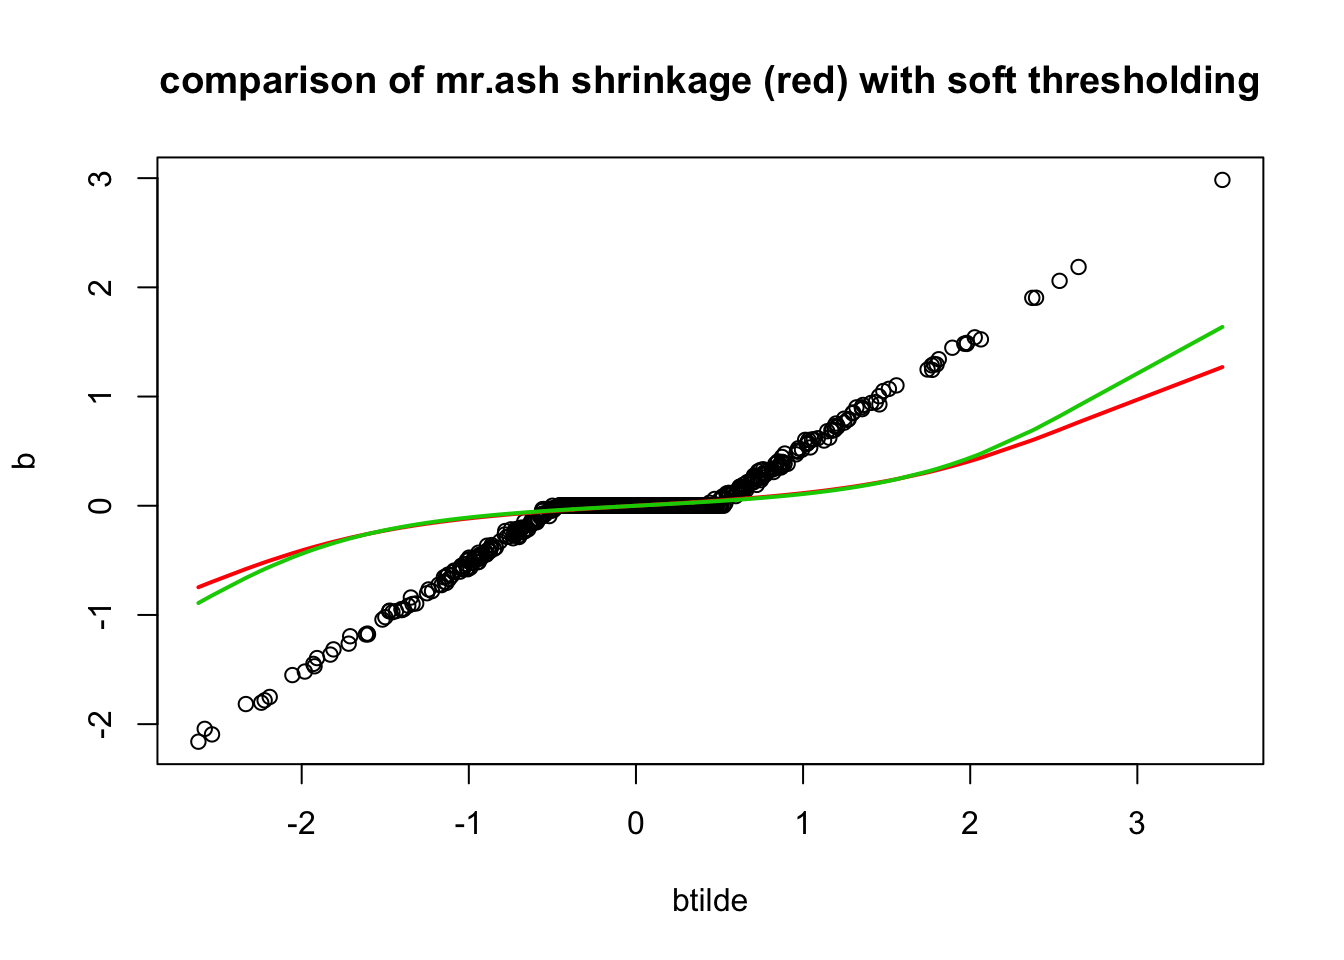 comparison of mr.ash shrinkage (red) with soft thresholding
3
2
1
0
-1
-2
b
-2 -1 0 1 2 3
btilde